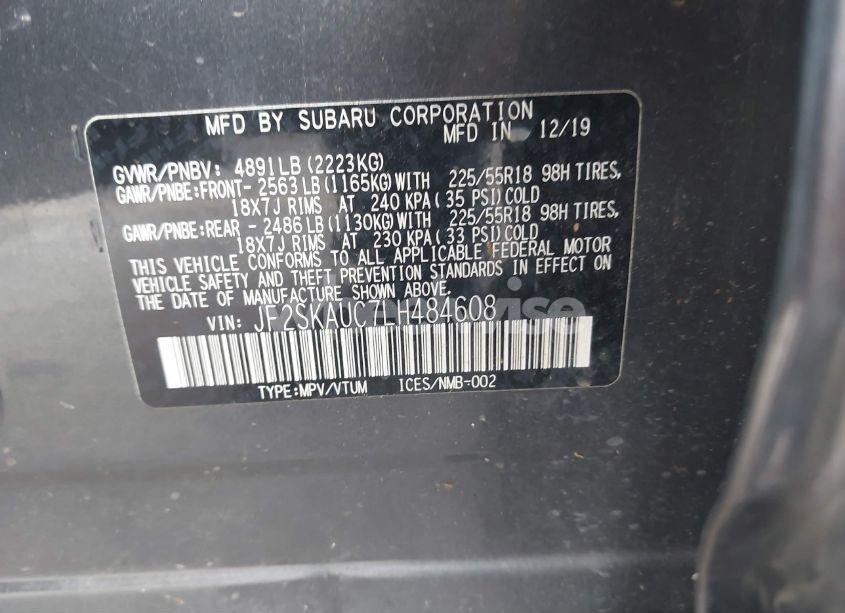 MFD BY SUBARU CORPORATION
MFD IN 12/19
GVWR/PNBV: 4891LB(2223KG)
GAWR/PNBE:FRONT- 2563LB(1165KG)WITH 225/55R18 98H TIRES,
18X7J RIMS AT 240 KPA(35 PSI)COLD
GAWR/PNBE:REAR - 2486LB(1130KG)WITH 225/55R18 98H TIRES,
18X7J RIMS AT 230 KPA(33 PSI)COLD
THIS VEHICLE CONFORMS TO ALL APPLICABLE FEDERAL MOTOR
VEHICLE SAFETY AND THEFT PREVENTION STANDARDS IN EFFECT ON
THE DATE OF MANUFACTURE SHOWN ABOVE.
VIN: JF2SKAUC7LH484608
TYPE:MPV/VTUM ICES/NMB-002